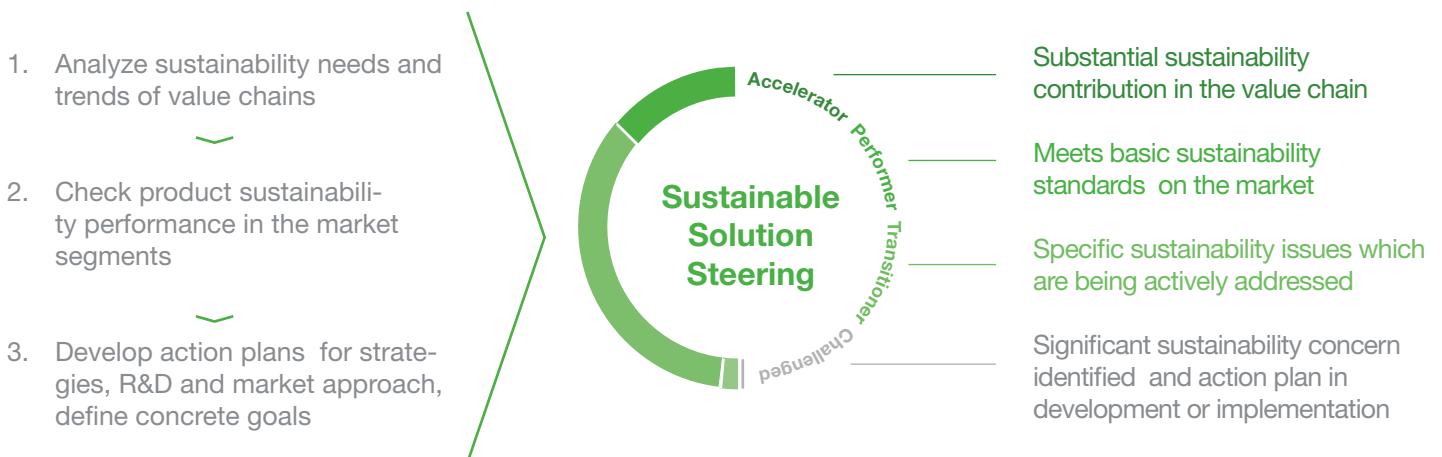 1. Analyze sustainability needs and
trends of value chains
2. Check product sustainabili-
ty performance in the market
segments
3. Develop action plans for strate-
gies, R&D and market approach,
define concrete goals
Sustainable
Solution
Steering
Accelerator
Performer
Transitioner
Challenged
Substantial sustainability
contribution in the value chain
Meets basic sustainability
standards on the market
Specific sustainability issues which
are being actively addressed
Significant sustainability concern
identified and action plan in
development or implementation